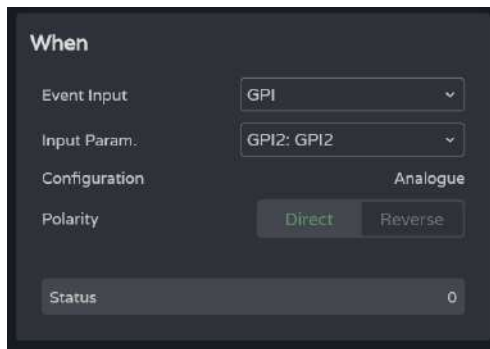 When
Event Input GPI
Input Param. GPI2: GPI2
Configuration Analogue
Polarity Direct Reverse
Status 0